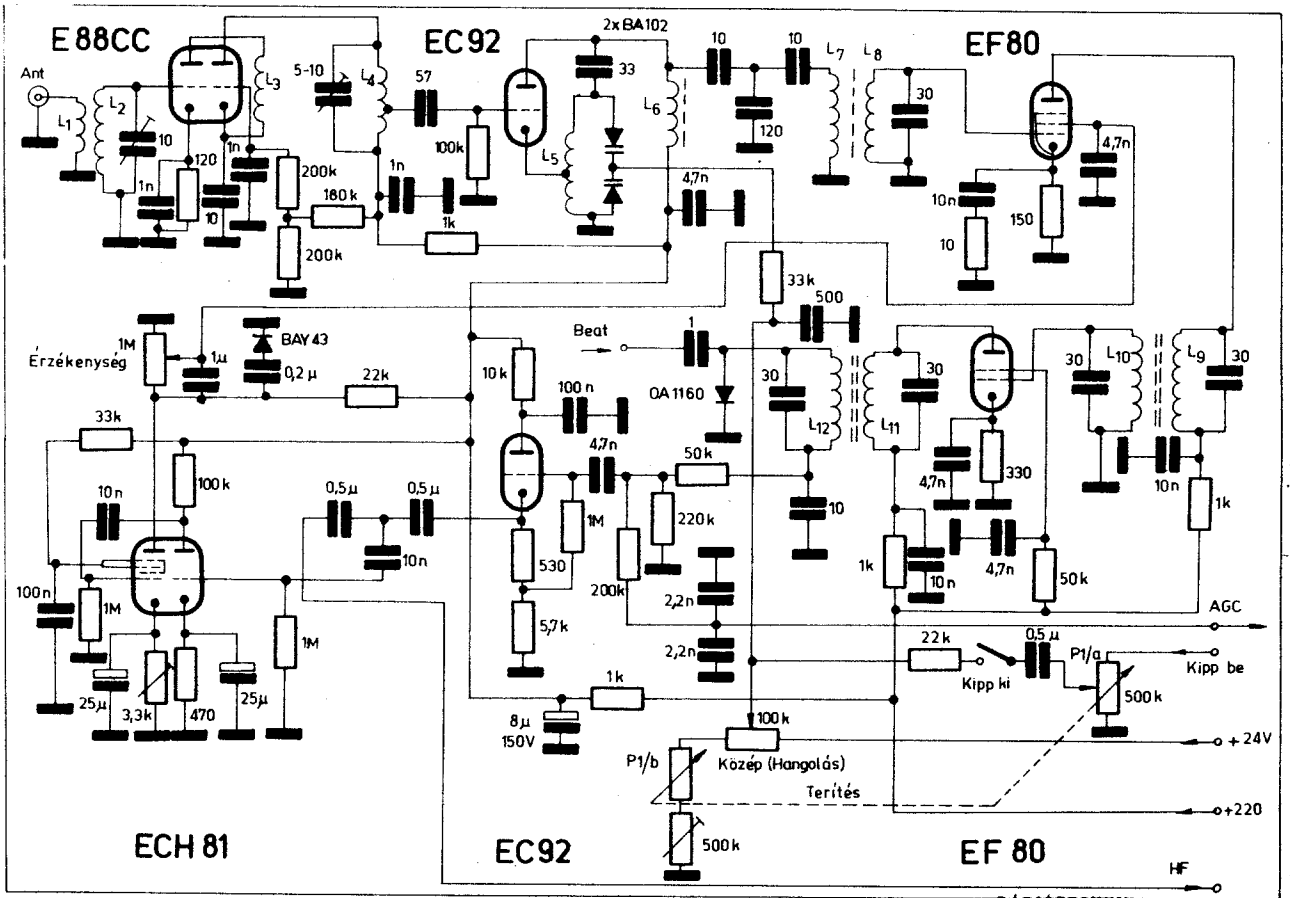 E88CC
EC92
2xBA102
EF80
Ant
L1
L2
10
L3
5-10
L4
57
100k
33
L5
L6
10
10
120
L7
L8
30
4,7n
10n
10
150
1n
120
1n
10
200k
180k
200k
1n
1k
4,7n
33k
500
1M
Érzékenység
1µ
BAY43
0,2µ
22k
10k
100n
Beat
1
OA1160
30
L12
L11
30
4,7n
330
30
L10
L9
30
10n
1k
33k
100k
10n
0,5µ
0,5µ
10n
4,7n
50k
1M
220k
200k
530
5,7k
10
1k
10n
4,7n
50k
100n
1M
25µ
3,3k
470
25µ
1M
2,2n
2,2n
AGC
22k
Kipp ki
0,5µ
P1/a
500k
Kipp be
1k
8µ
150V
100k
+24V
P1/b
Közép (Hangolás)
Terítés
500k
+220
ECH 81
EC92
EF 80
HF